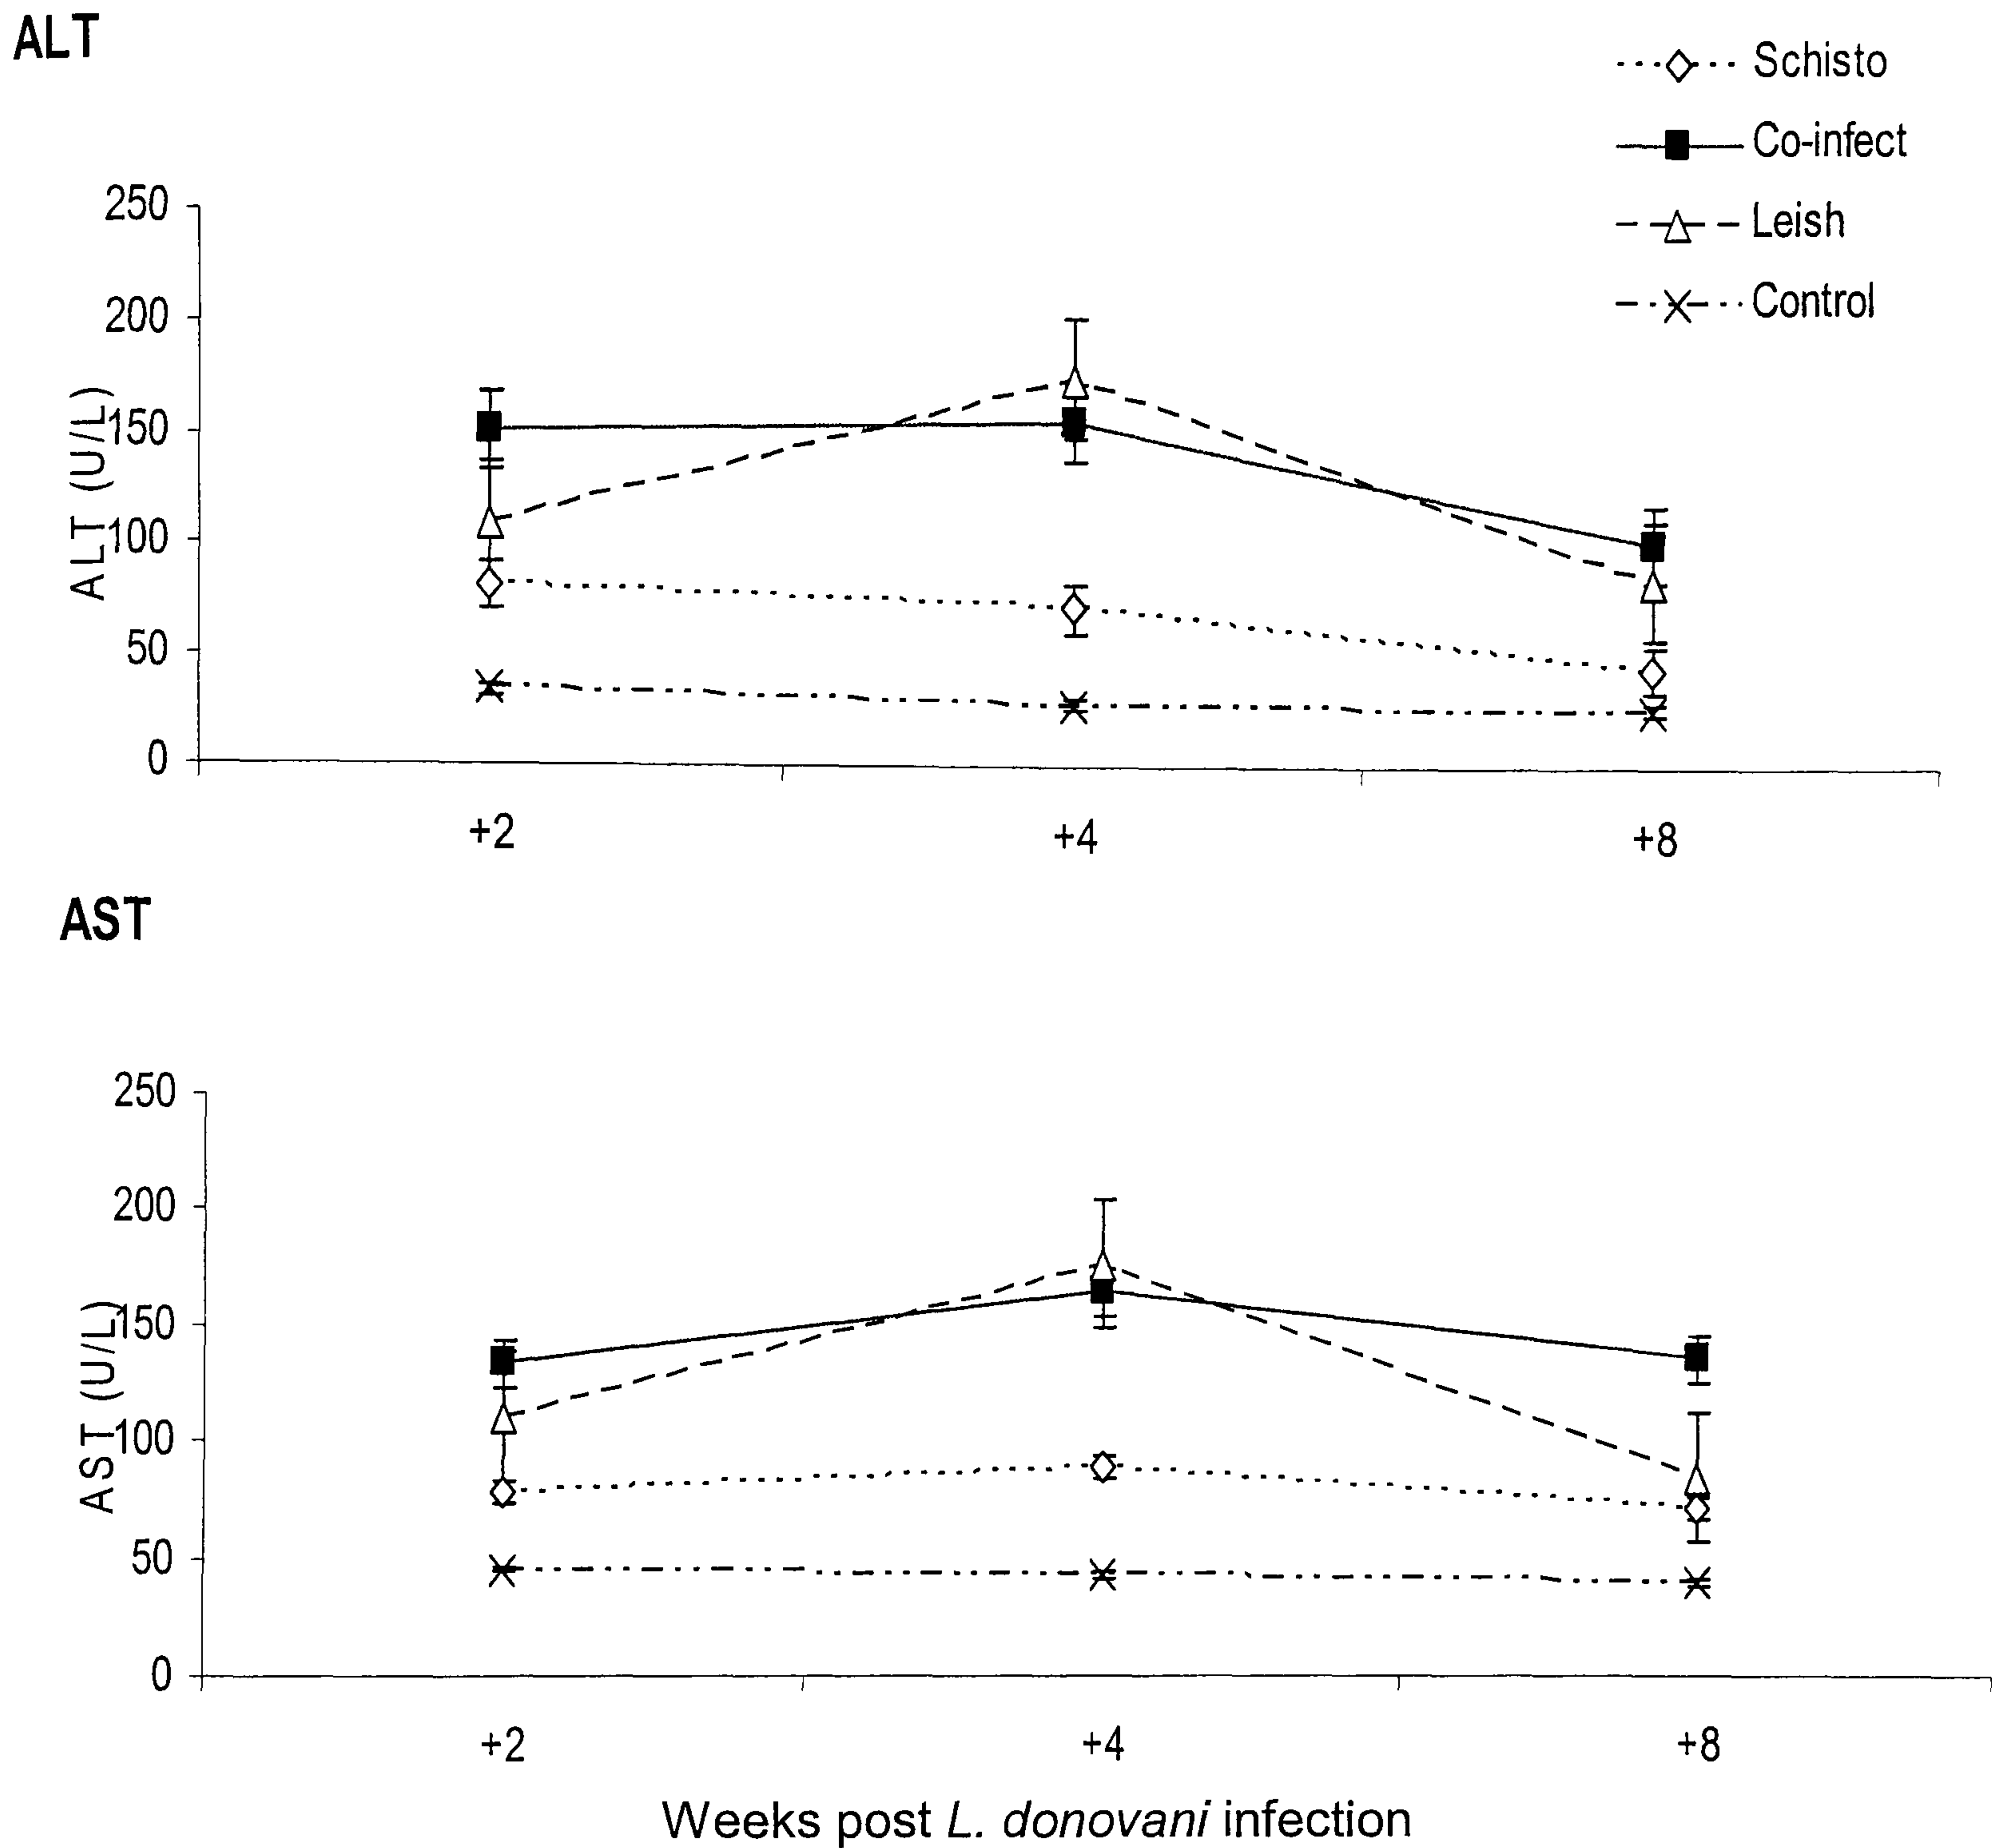 ALT
Schisto
Co-infect
Leish
Control
250
200
150
100
50
0
ALT (U/L)
+2
+4
+8
AST
250
200
150
100
50
0
AST (U/L)
+2
+4
+8
Weeks post L. donovani infection